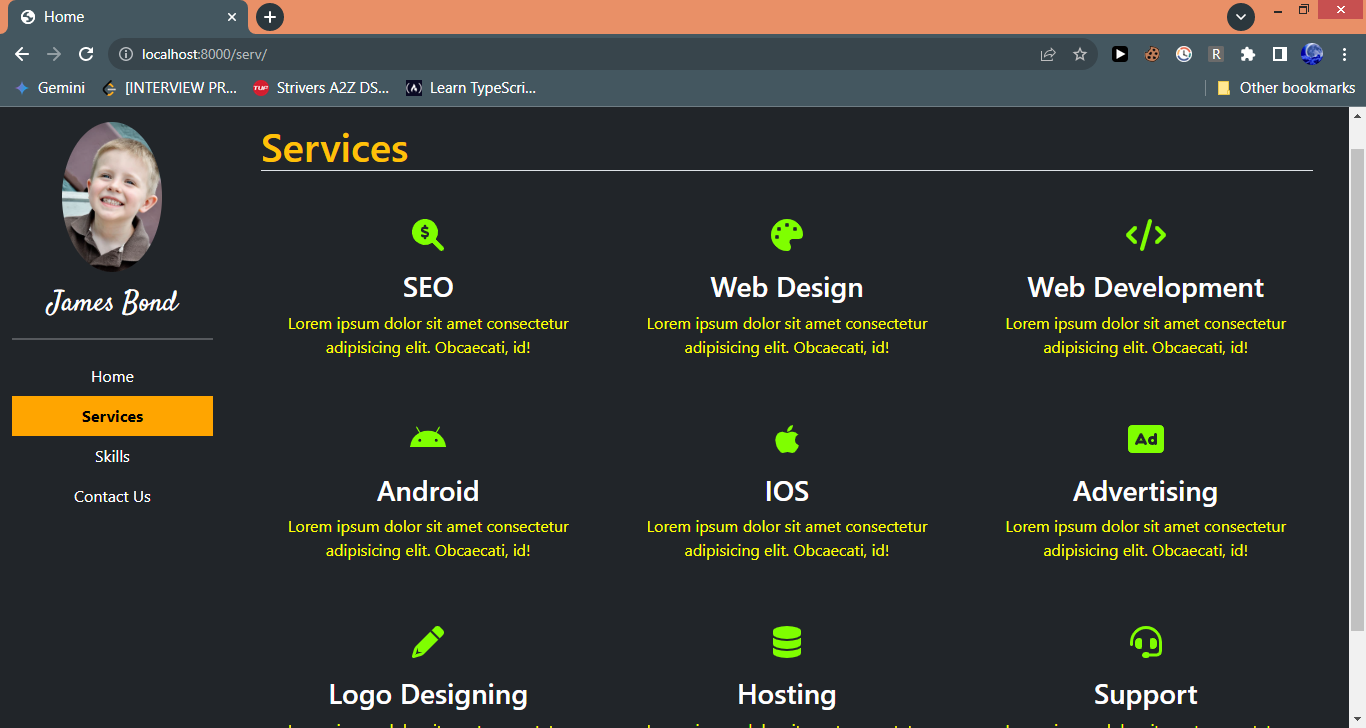 Home
localhost:8000/serv/
R
Gemini
[INTERVIEW PR...
TUF
Strivers A2Z DS...
(A)
Learn TypeScri...
Other bookmarks
James Bond
Home
Services
Skills
Contact Us
Services
$
SEO
Lorem ipsum dolor sit amet consectetur
adipisicing elit. Obcaecati, id!
Web Design
Lorem ipsum dolor sit amet consectetur
adipisicing elit. Obcaecati, id!
</>
Web Development
Lorem ipsum dolor sit amet consectetur
adipisicing elit. Obcaecati, id!
Android
Lorem ipsum dolor sit amet consectetur
adipisicing elit. Obcaecati, id!
IOS
Lorem ipsum dolor sit amet consectetur
adipisicing elit. Obcaecati, id!
Ad
Advertising
Lorem ipsum dolor sit amet consectetur
adipisicing elit. Obcaecati, id!
Logo Designing
Hosting
Support